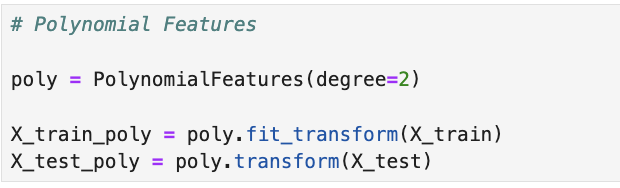 # Polynomial Features
poly = PolynomialFeatures(degree=2)
X_train_poly = poly.fit_transform(X_train)
X_test_poly = poly.transform(X_test)